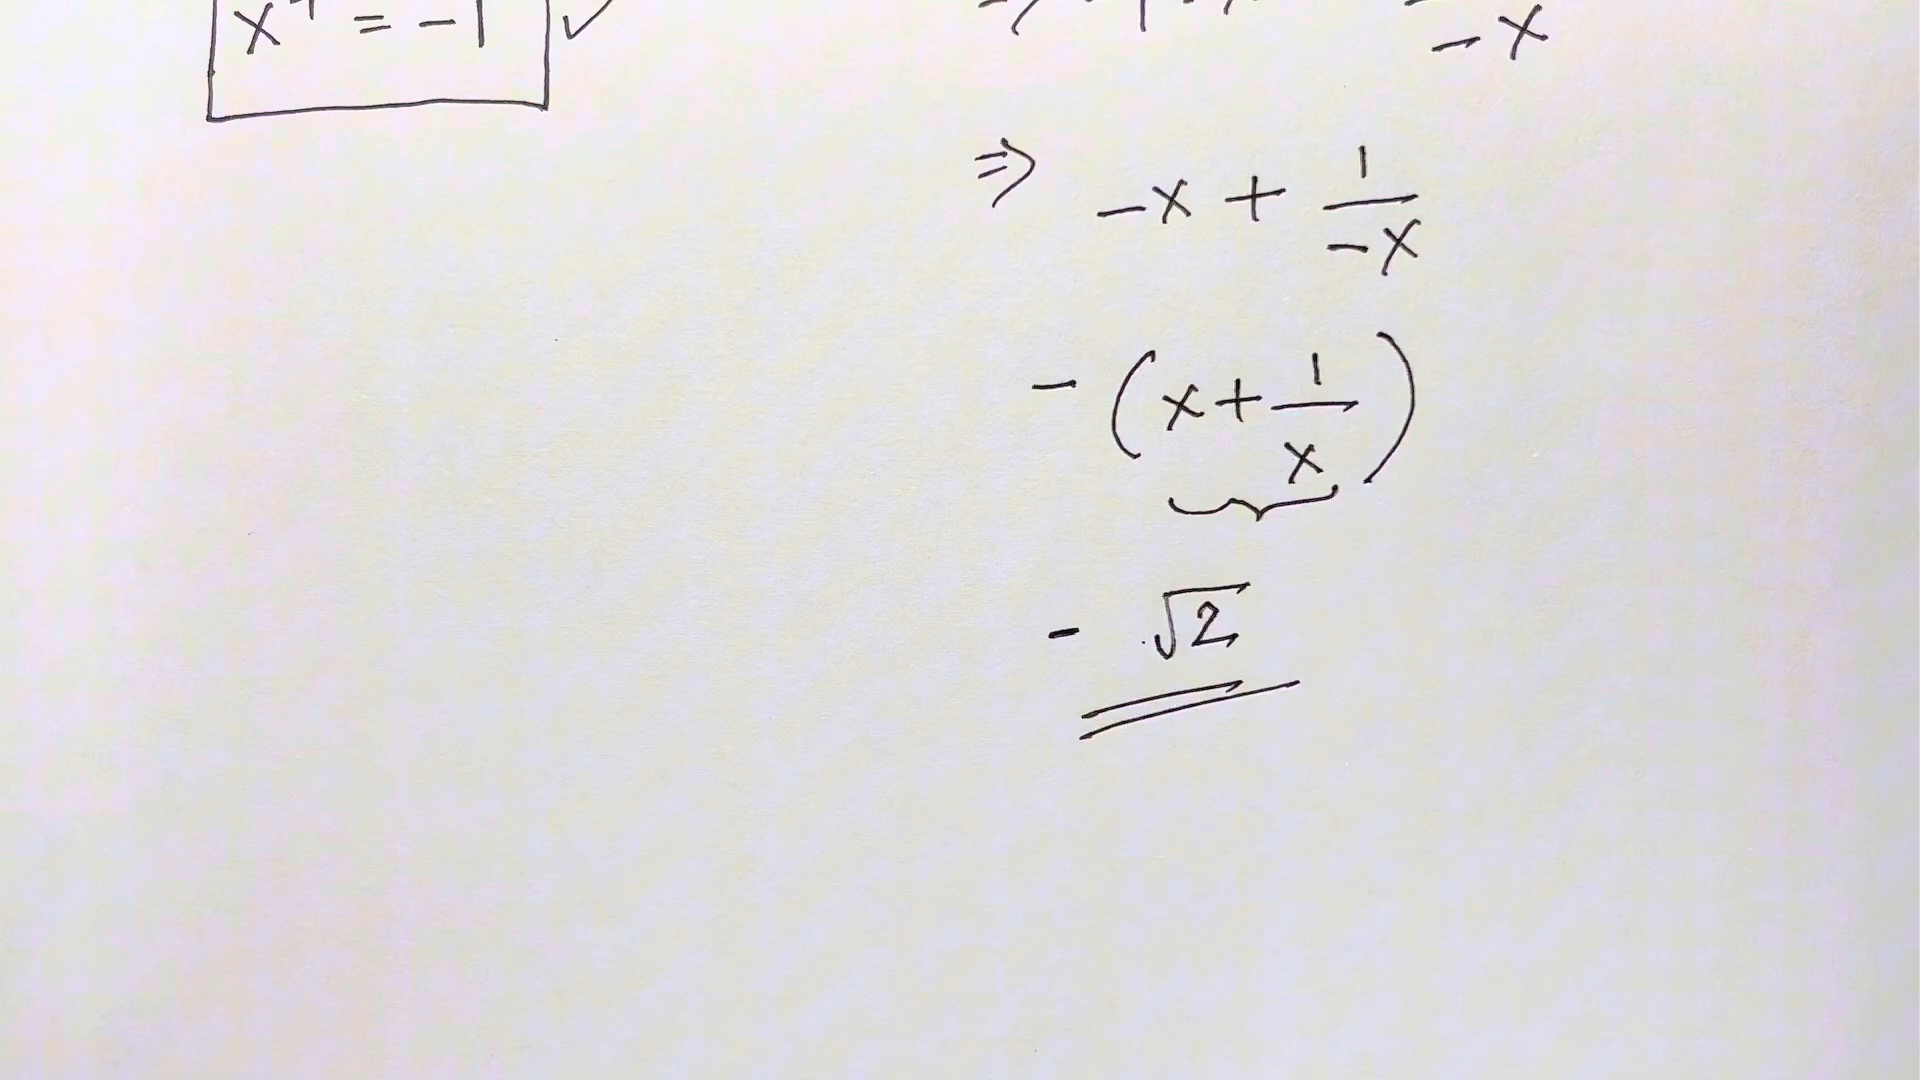 x⁴ = -1 ✓
- x
⇒ -x + 1/-x
- (x + 1/x)
- √2